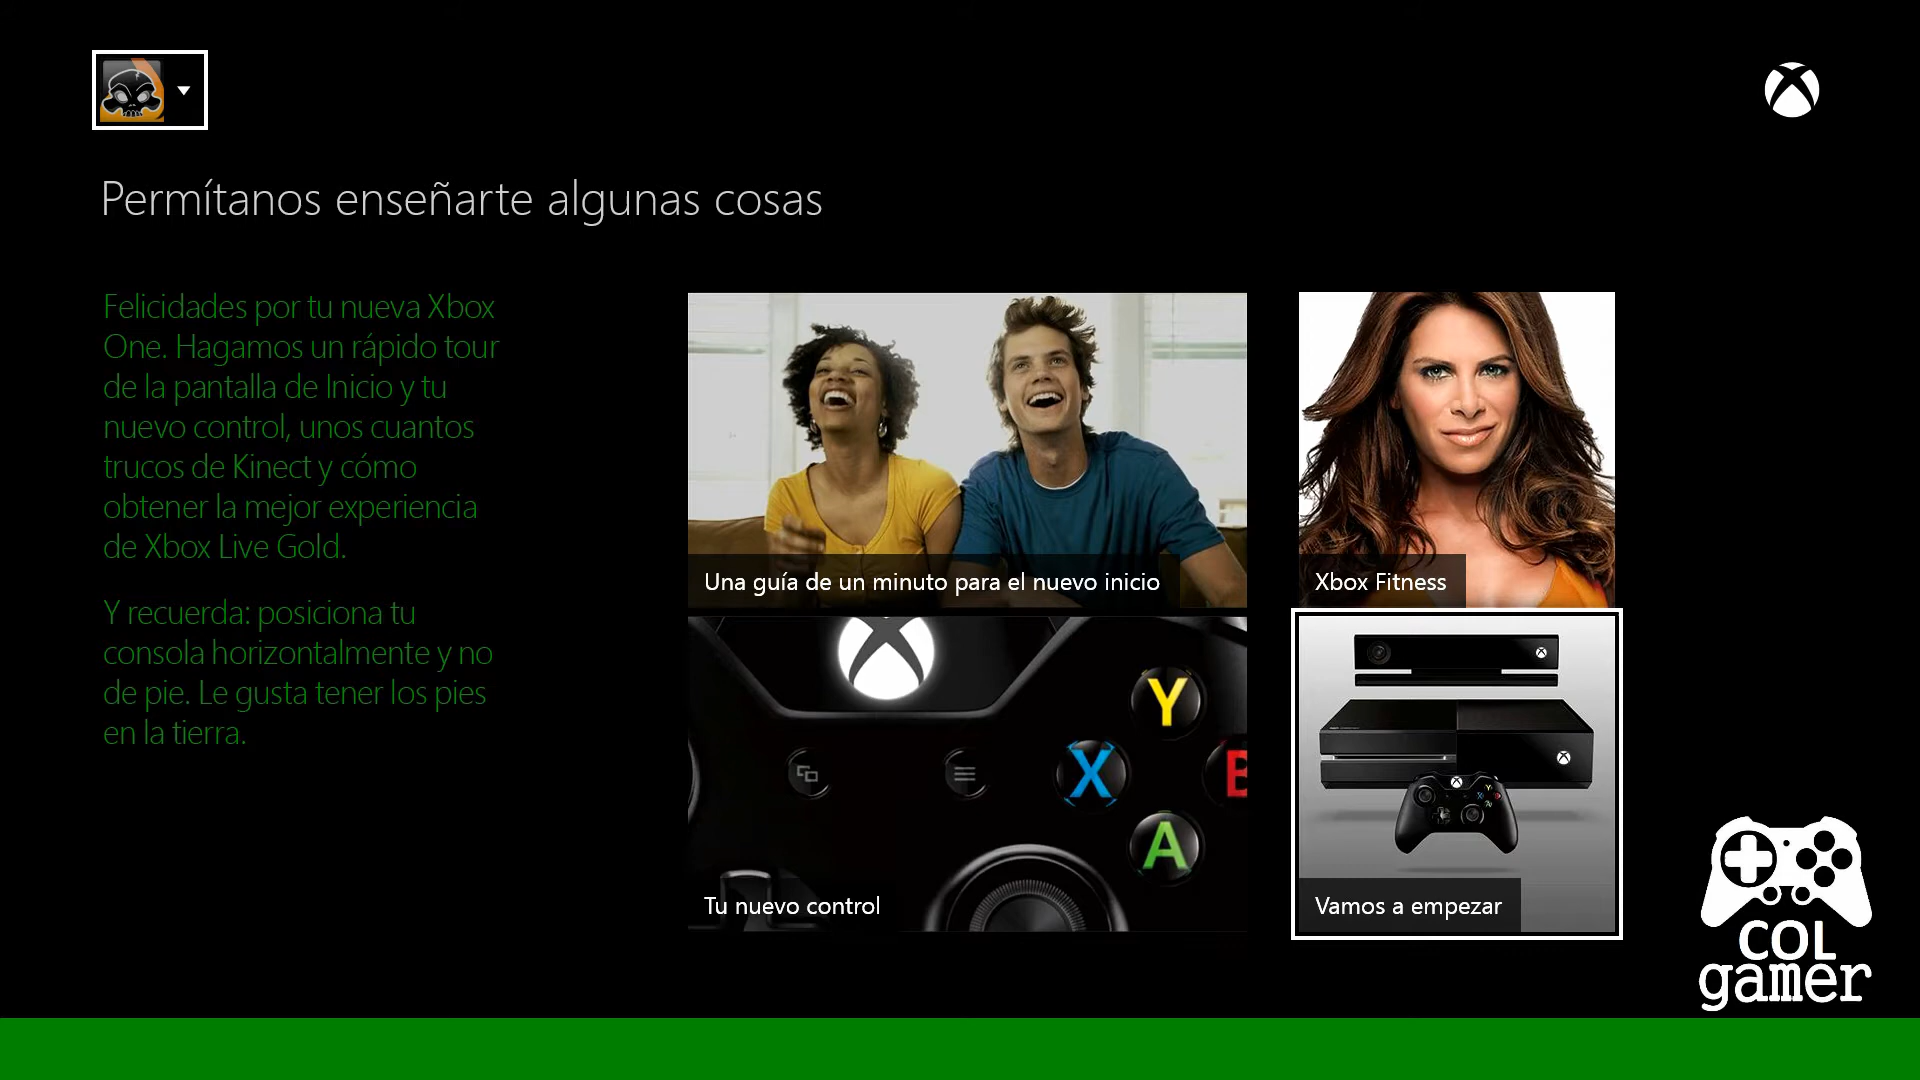 Permítanos enseñarte algunas cosas
Felicidades por tu nueva Xbox
One. Hagamos un rápido tour
de la pantalla de Inicio y tu
nuevo control, unos cuantos
trucos de Kinect y cómo
obtener la mejor experiencia
de Xbox Live Gold.
Y recuerda: posiciona tu
consola horizontalmente y no
de pie. Le gusta tener los pies
en la tierra.
Una guía de un minuto para el nuevo inicio
Xbox Fitness
Y
X
B
A
Tu nuevo control
Vamos a empezar
COL
gamer